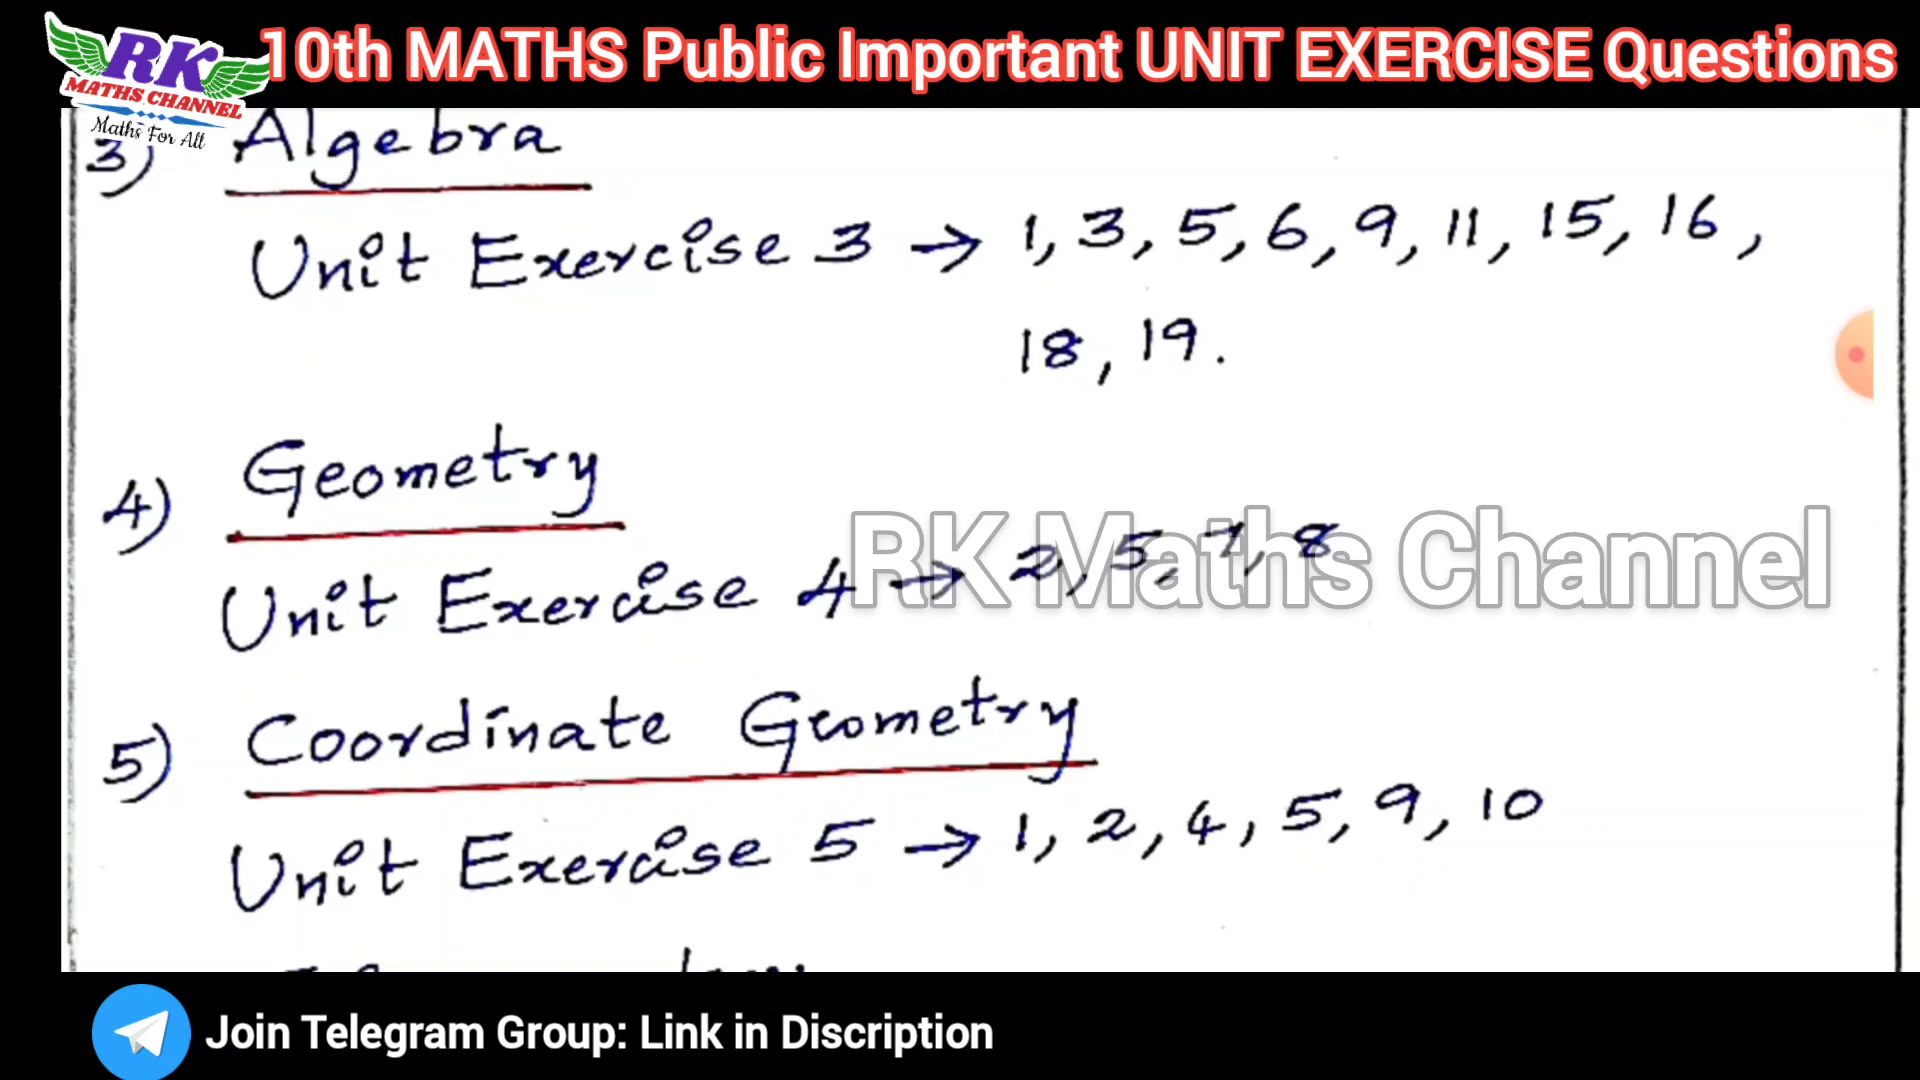 RK
MATHS CHANNEL
Maths For All
10th MATHS Public Important UNIT EXERCISE Questions
3) Algebra
Unit Exercise 3 → 1, 3, 5, 6, 9, 11, 15, 16,
18, 19.
4) Geometry
Unit Exercise 4 → 2, 5, 7, 8
RK Maths Channel
5) Coordinate Geometry
Unit Exercise 5 → 1, 2, 4, 5, 9, 10
Join Telegram Group: Link in Discription